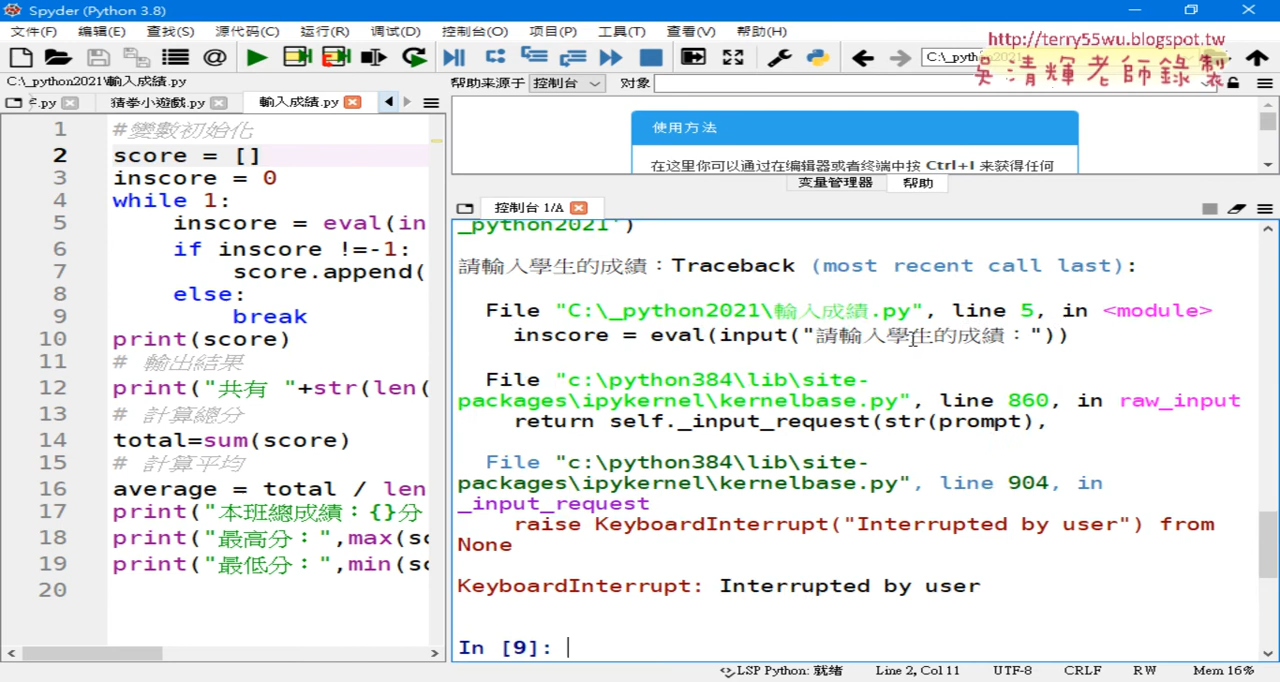 Spyder (Python 3.8)
文件(F) 编辑(E) 查找(S) 源代码(C) 运行(R) 调试(D) 控制台(O) 项目(P) 工具(T) 查看(V) 帮助(H)
http://terry55wu.blogspot.tw
吳清輝老師錄製
C:\_python2021\輸入成績.py
帮助来源于 控制台 对象
.py 猜拳小遊戲.py 輸入成績.py
1 #變數初始化
2 score = []
3 inscore = 0
4 while 1:
5 inscore = eval(in
6 if inscore !=-1:
7 score.append(
8 else:
9 break
10 print(score)
11 # 輸出結果
12 print("共有 "+str(len(
13 # 計算總分
14 total=sum(score)
15 # 計算平均
16 average = total / len
17 print("本班總成績：{}分
18 print("最高分：",max(sc
19 print("最低分：",min(sc
20
使用方法
在这里你可以通过在编辑器或者终端中按 Ctrl+I 来获得任何
变量管理器 帮助
控制台 1/A
_python2021')
請輸入學生的成績：Traceback (most recent call last):
File "C:\_python2021\輸入成績.py", line 5, in <module>
inscore = eval(input("請輸入學生的成績："))
File "c:\python384\lib\site-
packages\ipykernel\kernelbase.py", line 860, in raw_input
return self._input_request(str(prompt),
File "c:\python384\lib\site-
packages\ipykernel\kernelbase.py", line 904, in
_input_request
raise KeyboardInterrupt("Interrupted by user") from
None
KeyboardInterrupt: Interrupted by user
In [9]:
LSP Python: 就绪 Line 2, Col 11 UTF-8 CRLF RW Mem 16%